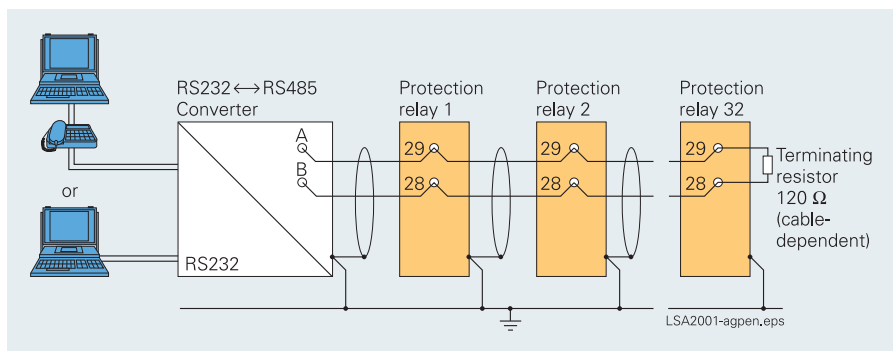 RS232↔RS485
Converter
Protection
relay 1
Protection
relay 2
Protection
relay 32
A
B
29
28
29
28
29
28
Terminating
resistor
120 Ω
(cable-
dependent)
or
RS232
LSA2001-agpen.eps